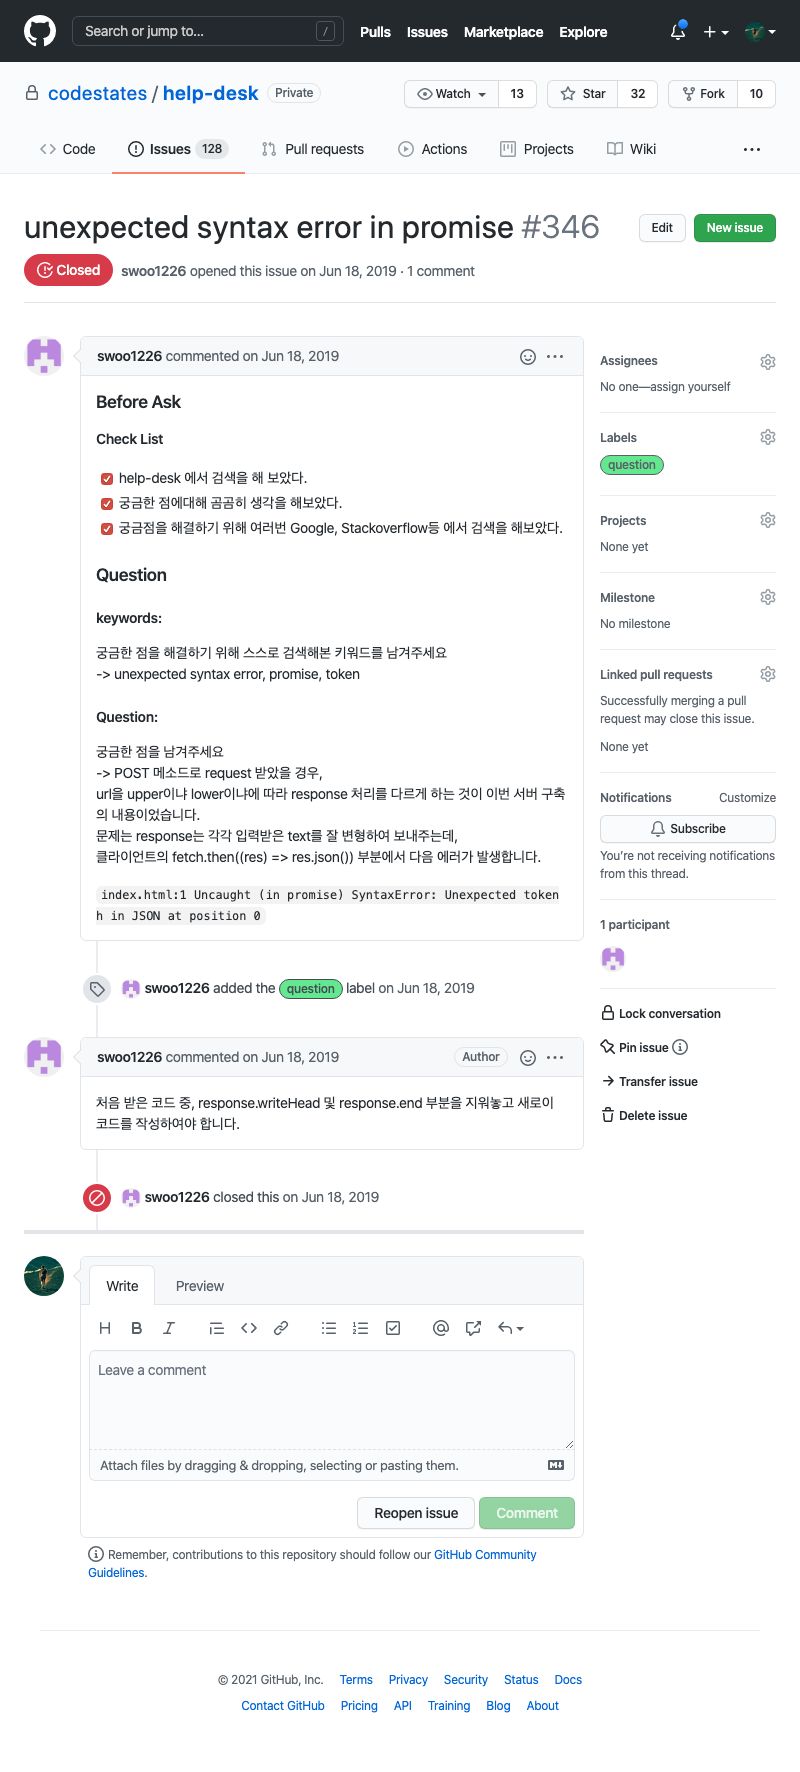 Search or jump to...
/
Pulls
Issues
Marketplace
Explore
codestates / help-desk
Private
Watch
13
Star
32
Fork
10
Code
Issues
128
Pull requests
Actions
Projects
Wiki
unexpected syntax error in promise #346
Edit
New issue
Closed
swoo1226 opened this issue on Jun 18, 2019 · 1 comment
swoo1226 commented on Jun 18, 2019
Before Ask
Check List
help-desk 에서 검색을 해 보았다.
궁금한 점에대해 곰곰히 생각을 해보았다.
궁금점을 해결하기 위해 여러번 Google, Stackoverflow등 에서 검색을 해보았다.
Question
keywords:
궁금한 점을 해결하기 위해 스스로 검색해본 키워드를 남겨주세요
-> unexpected syntax error, promise, token
Question:
궁금한 점을 남겨주세요
-> POST 메소드로 request 받았을 경우,
url을 upper이냐 lower이냐에 따라 response 처리를 다르게 하는 것이 이번 서버 구축
의 내용이었습니다.
문제는 response는 각각 입력받은 text를 잘 변형하여 보내주는데,
클라이언트의 fetch.then((res) => res.json()) 부분에서 다음 에러가 발생합니다.
index.html:1 Uncaught (in promise) SyntaxError: Unexpected token
h in JSON at position 0
swoo1226 added the question label on Jun 18, 2019
swoo1226 commented on Jun 18, 2019
Author
처음 받은 코드 중, response.writeHead 및 response.end 부분을 지워놓고 새로이
코드를 작성하여야 합니다.
swoo1226 closed this on Jun 18, 2019
Assignees
No one—assign yourself
Labels
question
Projects
None yet
Milestone
No milestone
Linked pull requests
Successfully merging a pull
request may close this issue.
None yet
Notifications
Customize
Subscribe
You're not receiving notifications
from this thread.
1 participant
Lock conversation
Pin issue
Transfer issue
Delete issue
Write
Preview
Leave a comment
Attach files by dragging & dropping, selecting or pasting them.
Reopen issue
Comment
Remember, contributions to this repository should follow our GitHub Community
Guidelines.
© 2021 GitHub, Inc.
Terms
Privacy
Security
Status
Docs
Contact GitHub
Pricing
API
Training
Blog
About